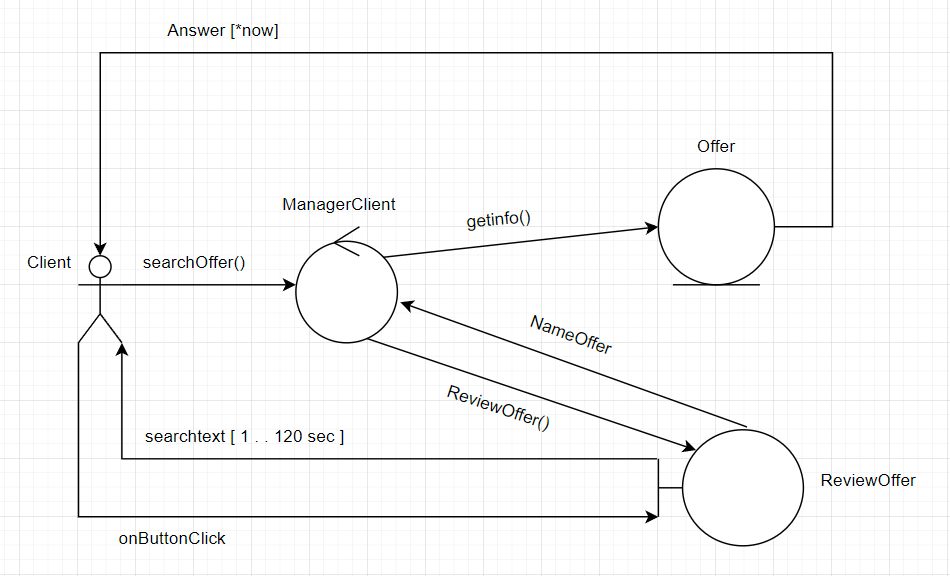 Answer [*now]
Offer
ManagerClient
getinfo()
Client
searchOffer()
NameOffer
ReviewOffer()
searchtext [ 1 . . 120 sec ]
ReviewOffer
onButtonClick